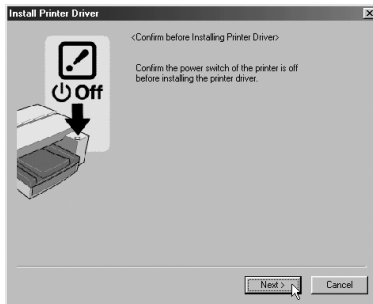 Install Printer Driver
<Confirm before Installing Printer Driver>
Off
Confirm the power switch of the printer is off
before installing the printer driver.
Next >
Cancel